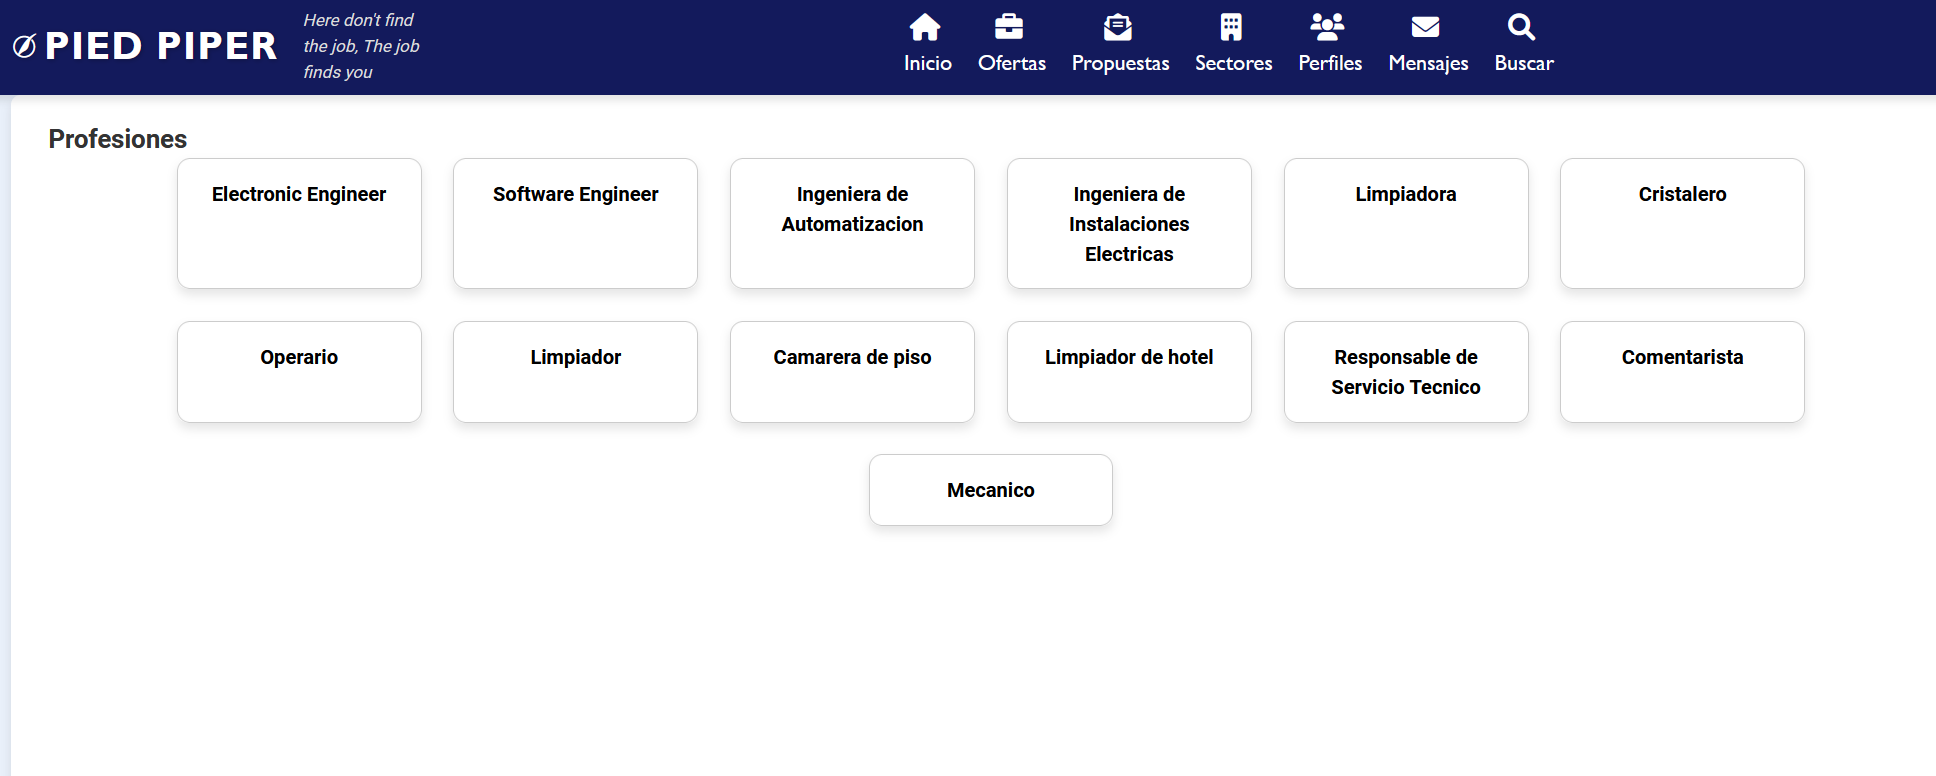 PIED PIPER
Here don't find
the job, The job
finds you
Inicio
Ofertas
Propuestas
Sectores
Perfiles
Mensajes
Buscar
Profesiones
Electronic Engineer
Software Engineer
Ingeniera de
Automatizacion
Ingeniera de
Instalaciones
Electricas
Limpiadora
Cristalero
Operario
Limpiador
Camarera de piso
Limpiador de hotel
Responsable de
Servicio Tecnico
Comentarista
Mecanico